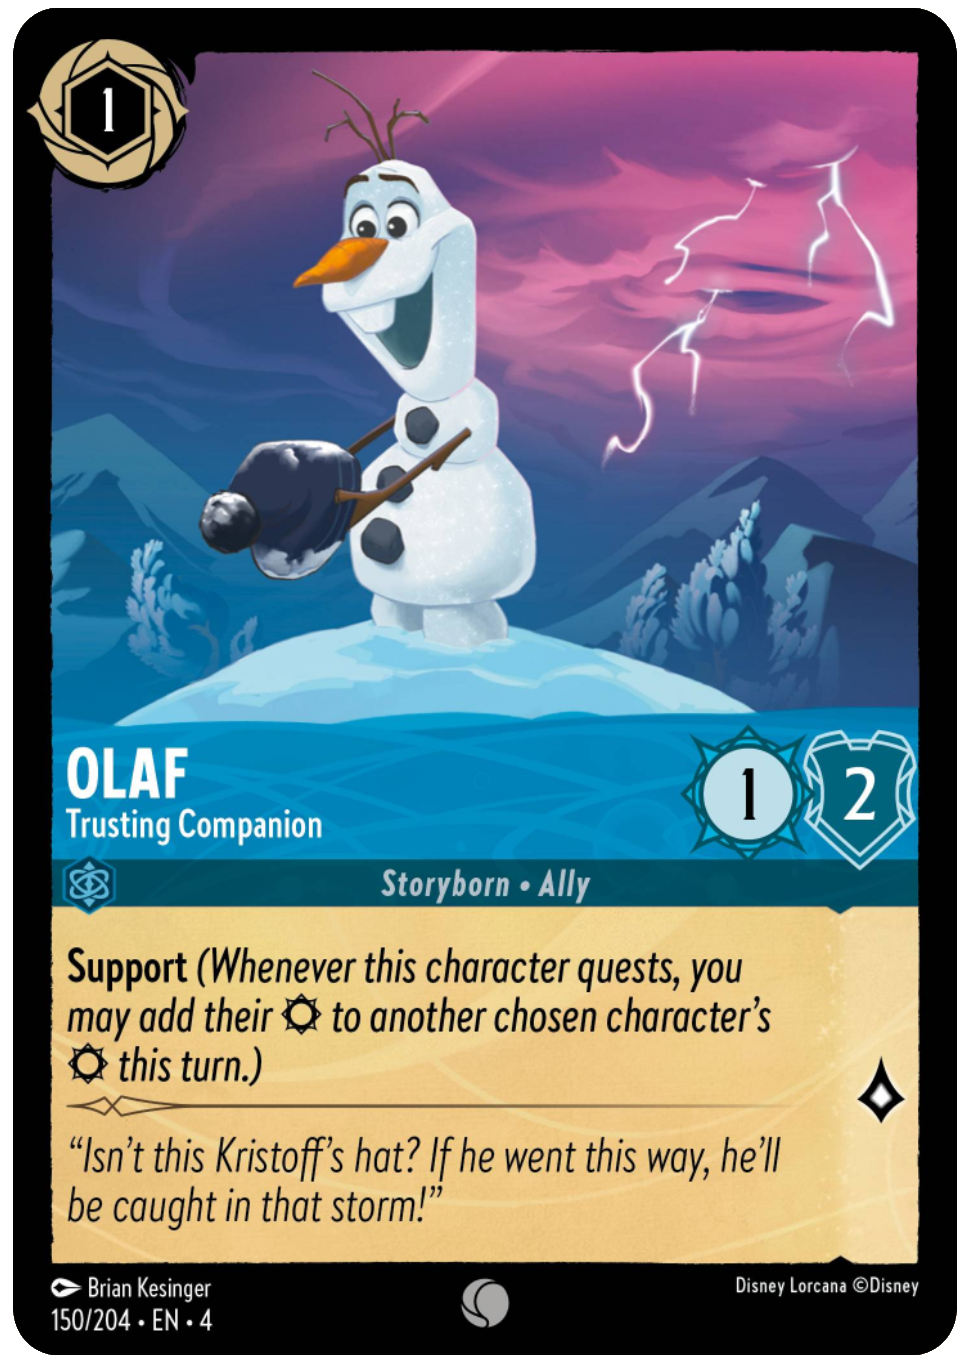 1
OLAF
Trusting Companion
1
2
Storyborn • Ally
Support (Whenever this character quests, you
may add their to another chosen character's
this turn.)
“Isn't this Kristoff's hat? If he went this way, he'll
be caught in that storm!”
Brian Kesinger
Disney Lorcana ©Disney
150/204 • EN • 4